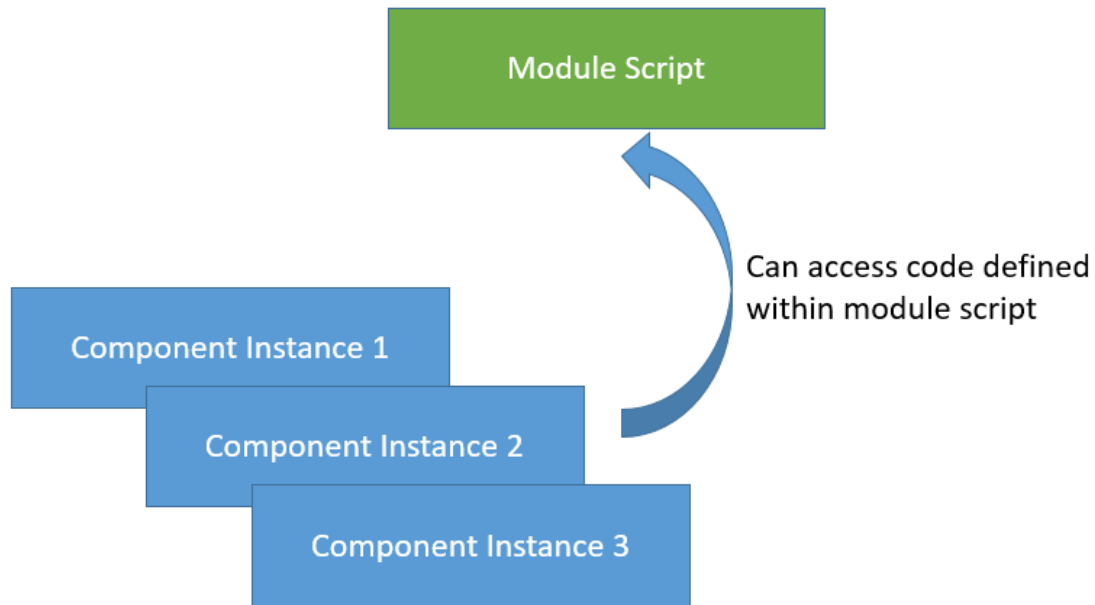 Module Script
Can access code defined
within module script
Component Instance 1
Component Instance 2
Component Instance 3